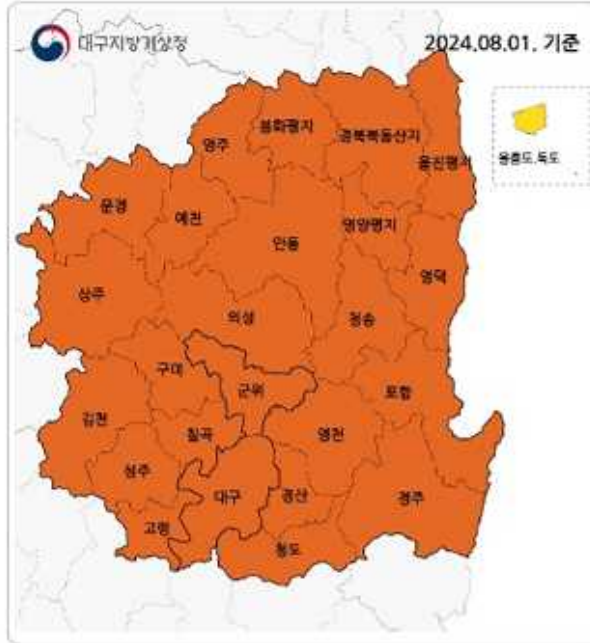 대구지방기상청
2024.08.01. 기준
봉화평지
영주
경북북동산지
울진평지
울릉도.독도
문경
예천
안동
영양평지
영덕
상주
의성
청송
구미
군위
포항
김천
칠곡
영천
성주
대구
경산
경주
고령
청도